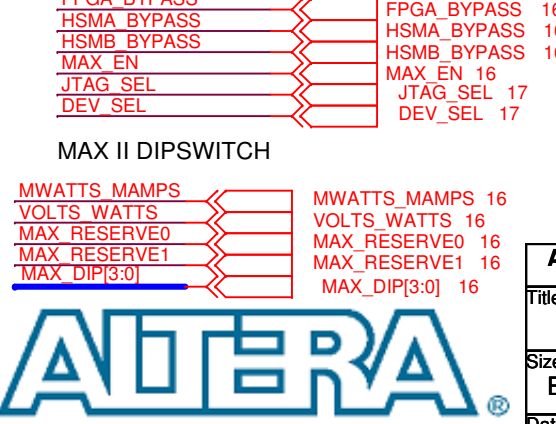 FPGA_BYPASS FPGA_BYPASS 16
HSMA_BYPASS HSMA_BYPASS
HSMB_BYPASS HSMB_BYPASS
MAX_EN MAX_EN 16
JTAG_SEL JTAG_SEL 17
DEV_SEL DEV_SEL 17
MAX II DIPSWITCH
MWATTS_MAMPS MWATTS_MAMPS 16
VOLTS_WATTS VOLTS_WATTS 16
MAX_RESERVE0 MAX_RESERVE0 16
MAX_RESERVE1 MAX_RESERVE1 16
MAX_DIP[3:0] MAX_DIP[3:0] 16
A
Title
Size
ALTERA®